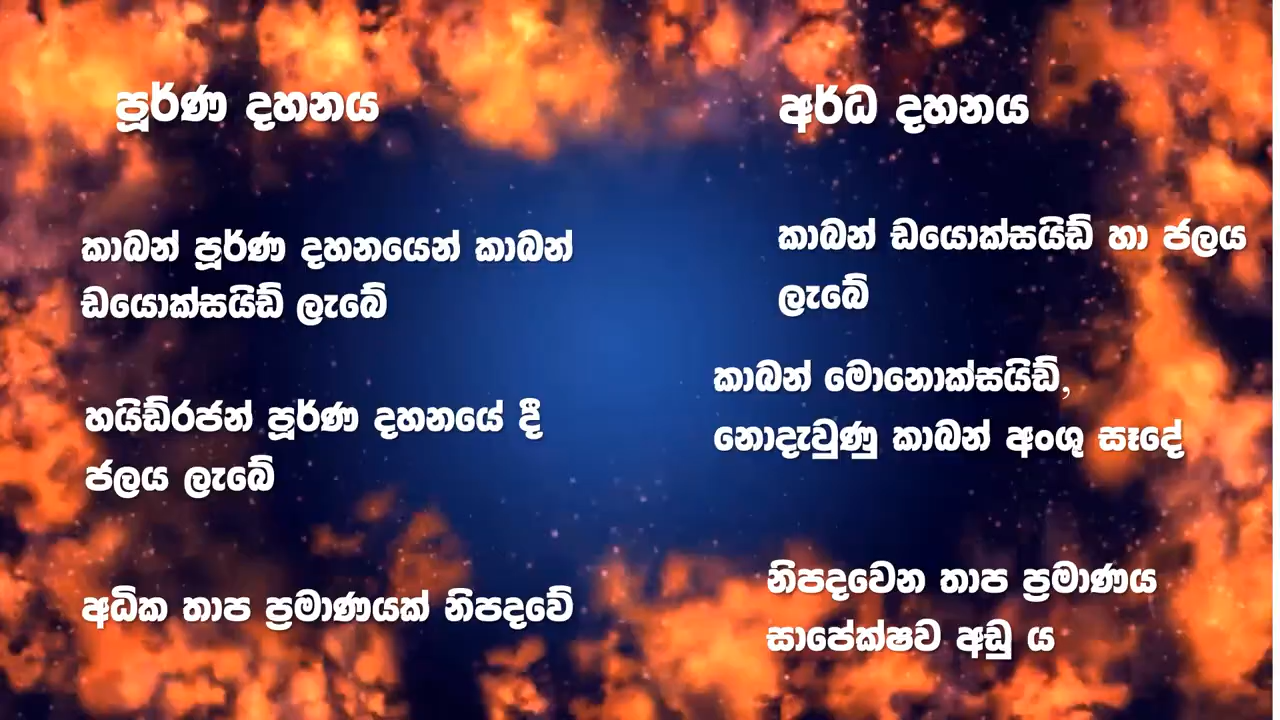 පූර්ණ දහනය
කාබන් පූර්ණ දහනයෙන් කාබන්
ඩයොක්සයිඩ් ලැබේ
හයිඩ්රජන් පූර්ණ දහනයේ දී
ජලය ලැබේ
අධික තාප ප්‍රමාණයක් නිපදවේ
අර්ධ දහනය
කාබන් ඩයොක්සයිඩ් හා ජලය
ලැබේ
කාබන් මොනොක්සයිඩ්,
නොදැවුණු කාබන් අංශු සෑදේ
නිපදවෙන තාප ප්‍රමාණය
සාපේක්ෂව අඩු ය